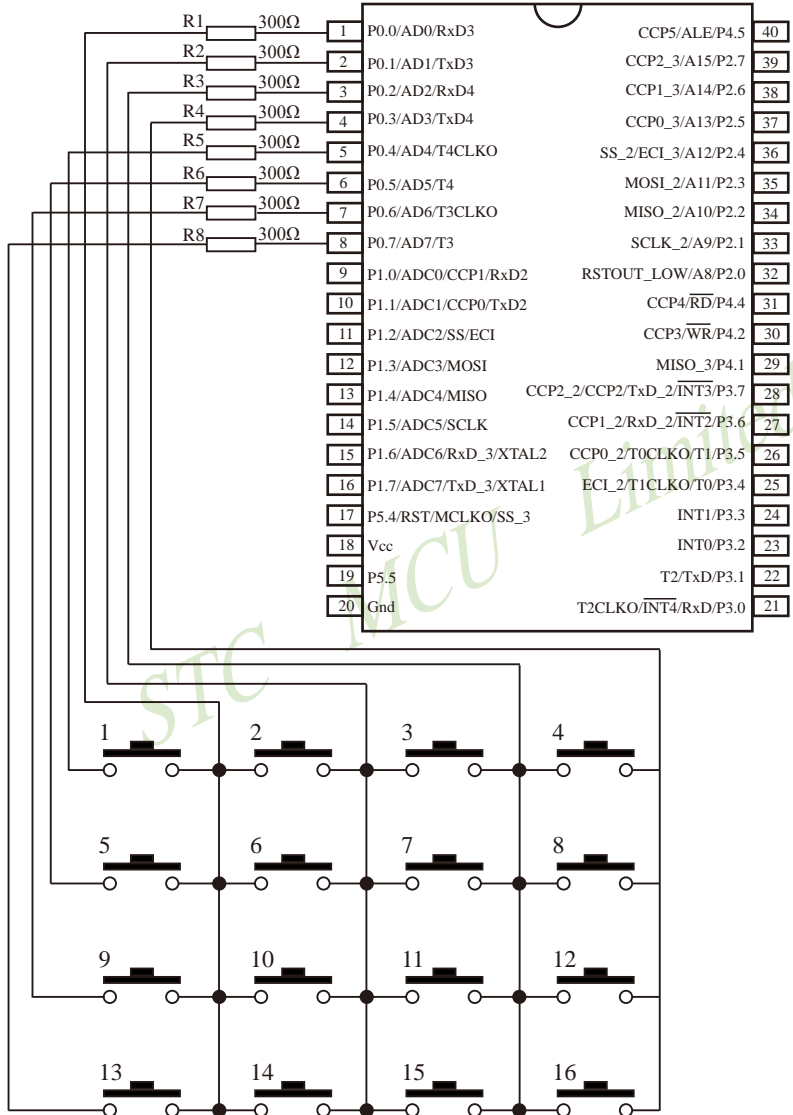 R1 300Ω 1 P0.0/AD0/RxD3 CCP5/ALE/P4.5 40
R2 300Ω 2 P0.1/AD1/TxD3 CCP2_3/A15/P2.7 39
R3 300Ω 3 P0.2/AD2/RxD4 CCP1_3/A14/P2.6 38
R4 300Ω 4 P0.3/AD3/TxD4 CCP0_3/A13/P2.5 37
R5 300Ω 5 P0.4/AD4/T4CLKO SS_2/ECI_3/A12/P2.4 36
R6 300Ω 6 P0.5/AD5/T4 MOSI_2/A11/P2.3 35
R7 300Ω 7 P0.6/AD6/T3CLKO MISO_2/A10/P2.2 34
R8 300Ω 8 P0.7/AD7/T3 SCLK_2/A9/P2.1 33
9 P1.0/ADC0/CCP1/RxD2 RSTOUT_LOW/A8/P2.0 32
10 P1.1/ADC1/CCP0/TxD2 CCP4/RD/P4.4 31
11 P1.2/ADC2/SS/ECI CCP3/WR/P4.2 30
12 P1.3/ADC3/MOSI MISO_3/P4.1 29
13 P1.4/ADC4/MISO CCP2_2/CCP2/TxD_2/INT3/P3.7 28
14 P1.5/ADC5/SCLK CCP1_2/RxD_2/INT2/P3.6 27
15 P1.6/ADC6/RxD_3/XTAL2 CCP0_2/T0CLKO/T1/P3.5 26
16 P1.7/ADC7/TxD_3/XTAL1 ECI_2/T1CLKO/T0/P3.4 25
17 P5.4/RST/MCLKO/SS_3 INT1/P3.3 24
18 Vcc INT0/P3.2 23
19 P5.5 T2/TxD/P3.1 22
20 Gnd T2CLKO/INT4/RxD/P3.0 21
STC MCU Limited
1 2 3 4
5 6 7 8
9 10 11 12
13 14 15 16